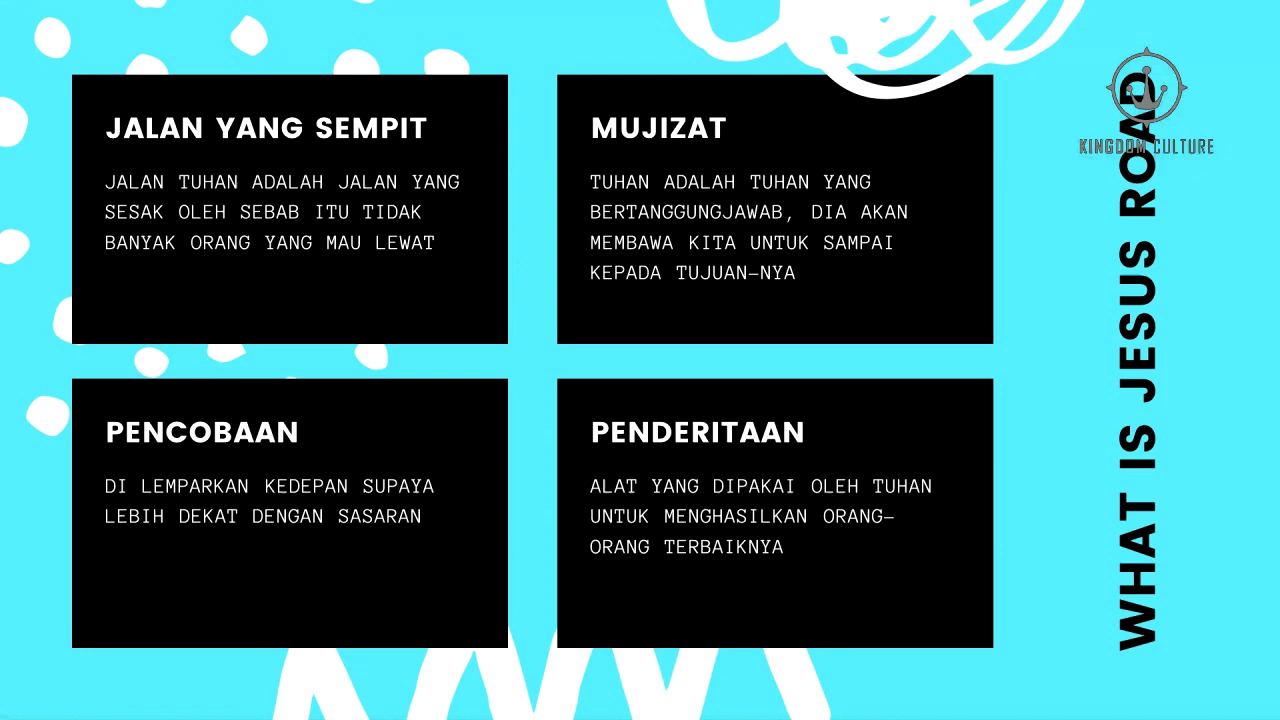 JALAN YANG SEMPIT
JALAN TUHAN ADALAH JALAN YANG
SESAK OLEH SEBAB ITU TIDAK
BANYAK ORANG YANG MAU LEWAT
MUJIZAT
TUHAN ADALAH TUHAN YANG
BERTANGGUNGJAWAB, DIA AKAN
MEMBAWA KITA UNTUK SAMPAI
KEPADA TUJUAN-NYA
PENCOBAAN
DI LEMPARKAN KEDEPAN SUPAYA
LEBIH DEKAT DENGAN SASARAN
PENDERITAAN
ALAT YANG DIPAKAI OLEH TUHAN
UNTUK MENGHASILKAN ORANG-
ORANG TERBAIKNYA
WHAT IS JESUS ROAD
KINGDOM CULTURE